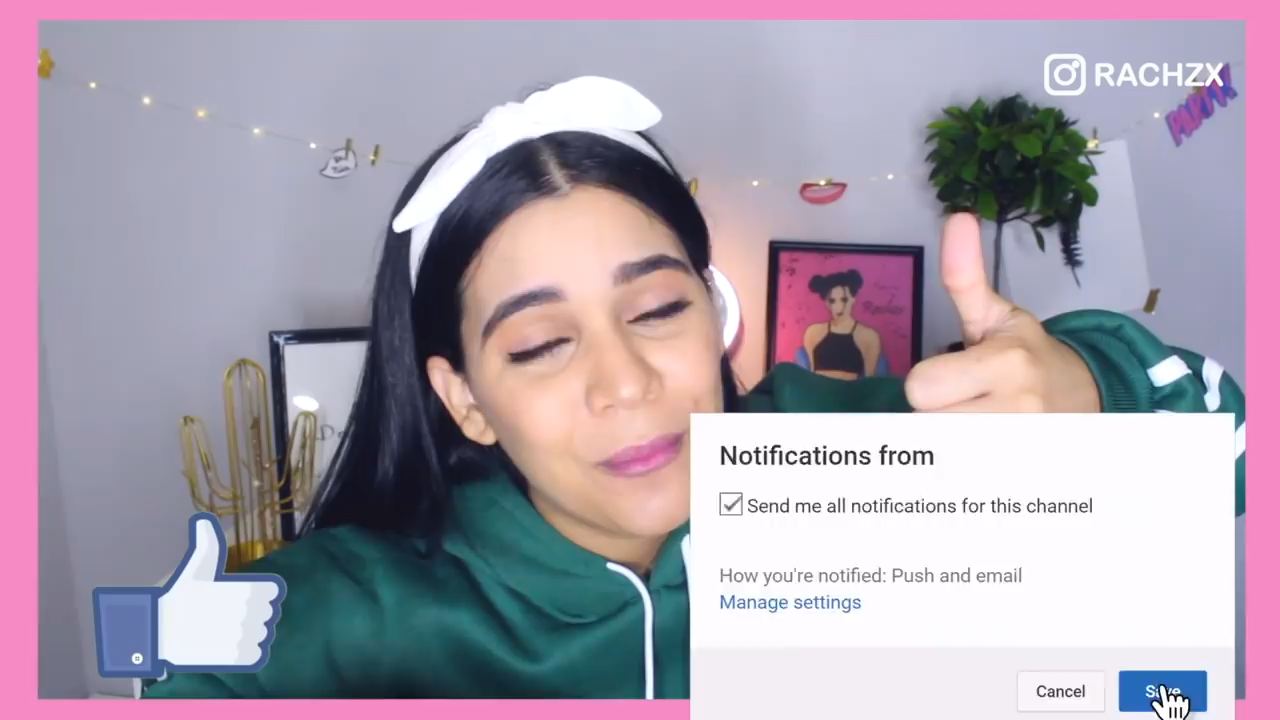 RACHZX
Notifications from
Send me all notifications for this channel
How you're notified: Push and email
Manage settings
Cancel
Save